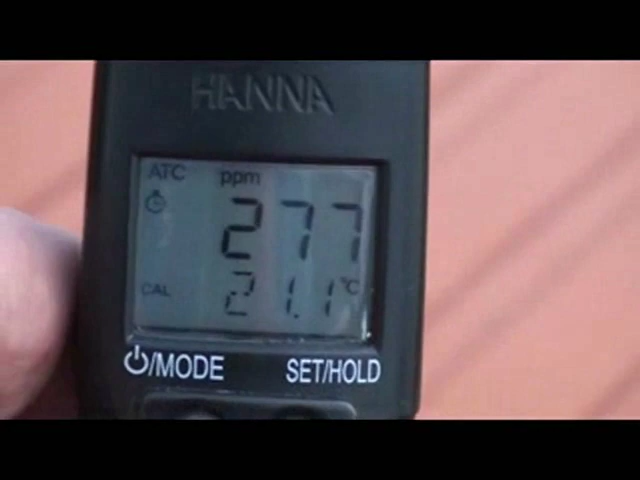 HANNA
ATC ppm
277
CAL 21.1 °C
⏻/MODE SET/HOLD